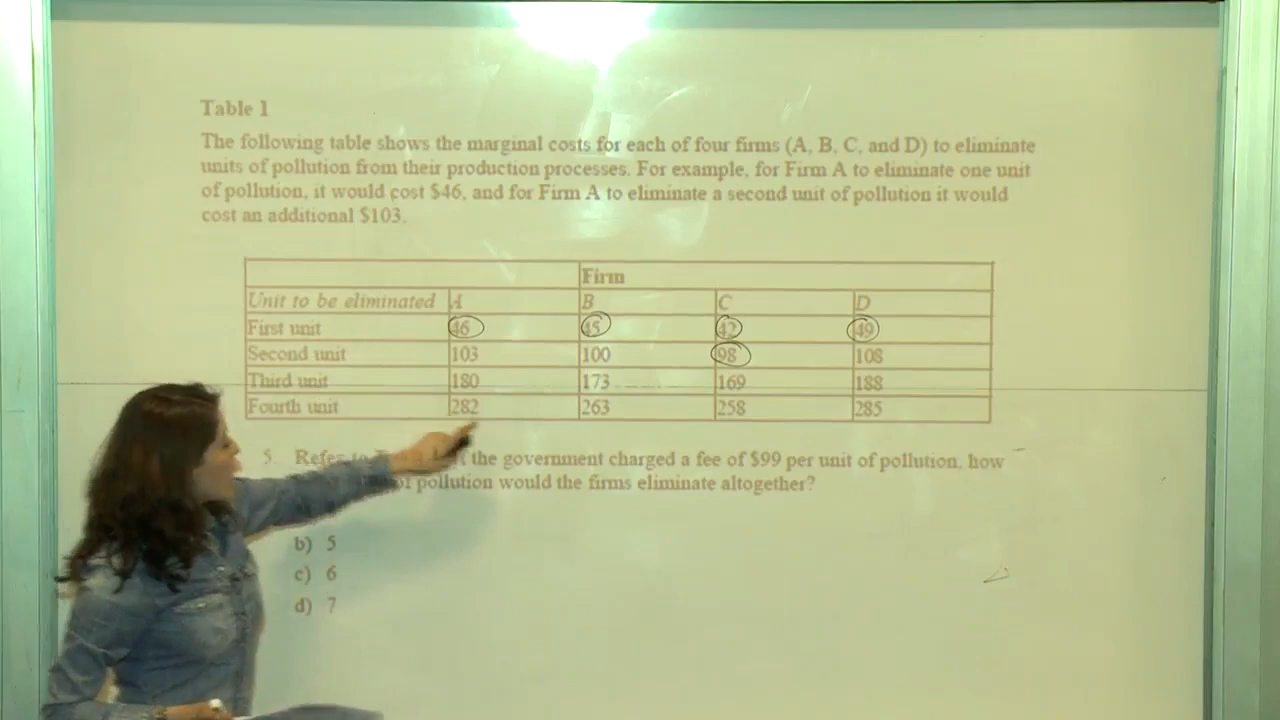 Table 1
The following table shows the marginal costs for each of four firms (A, B, C, and D) to eliminate
units of pollution from their production processes. For example, for Firm A to eliminate one unit
of pollution, it would cost $46, and for Firm A to eliminate a second unit of pollution it would
cost an additional $103.
Firm
Unit to be eliminated A B C D
First unit 46 45 42 49
Second unit 103 100 98 108
Third unit 180 173 169 188
Fourth unit 282 263 258 285
5 Refer to the government charged a fee of $99 per unit of pollution, how
of pollution would the firms eliminate altogether?
b) 5
c) 6
d) 7